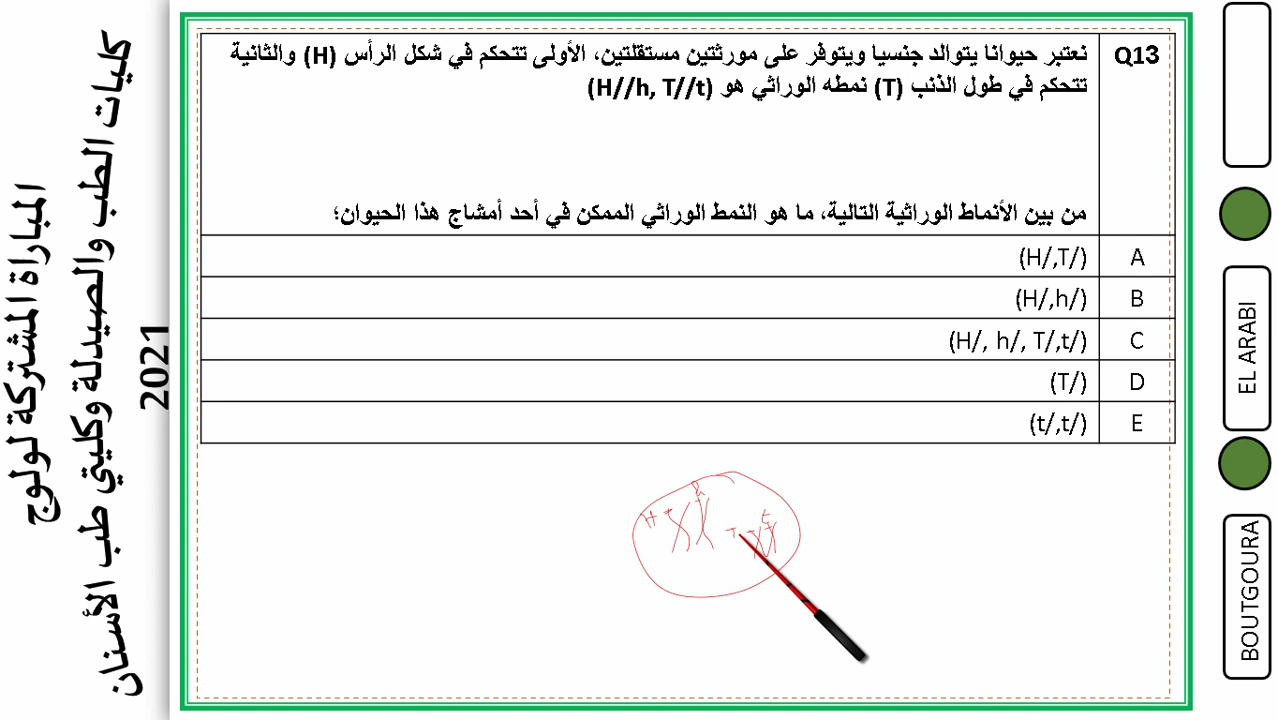 Q13
نعتبر حيوانا يتوالد جنسيا ويتوفر على مورثتين مستقلتين، الأولى تتحكم في شكل الرأس (H) والثانية
تتحكم في طول الذنب (T) نمطه الوراثي هو (H//h, T//t)
من بين الأنماط الوراثية التالية، ما هو النمط الوراثي الممكن في أحد أمشاج هذا الحيوان؛
A (H/,T/)
B (H/,h/)
C (H/, h/, T/,t/)
D (T/)
E (t/,t/)
H h T t
المباراة المشتركة لولوج
كليات الطب والصيدلة وكليتي طب الأسنان
2021
EL ARABI
BOUTGOURA